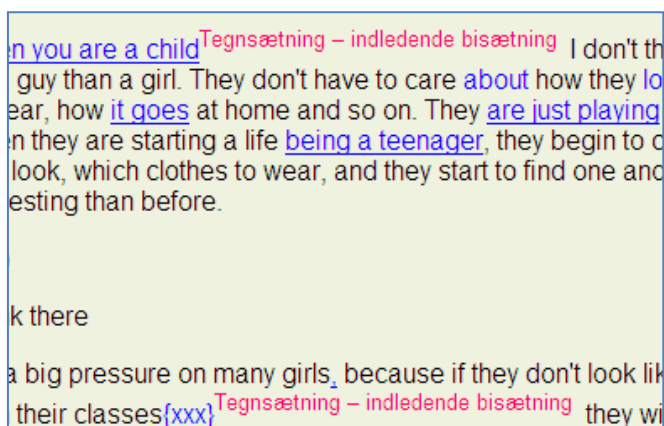 n you are a child Tegnsætning – indledende bisætning I don't th
guy than a girl. They don't have to care about how they lo
ear, how it goes at home and so on. They are just playing
n they are starting a life being a teenager, they begin to c
look, which clothes to wear, and they start to find one ano
esting than before.
k there
a big pressure on many girls, because if they don't look lik
their classes{xxx} Tegnsætning – indledende bisætning they wi